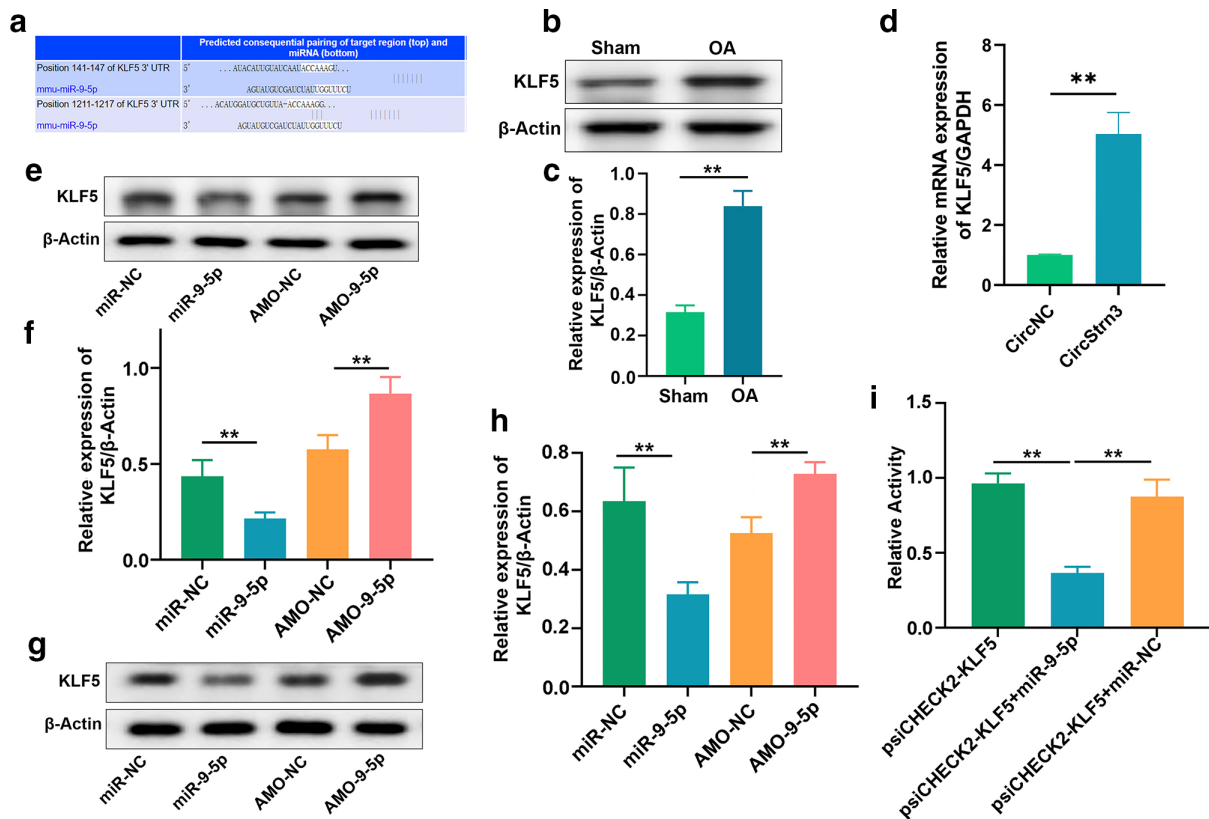 a
Predicted consequential pairing of target region (top) and
miRNA (bottom)
Position 141-147 of KLF5 3' UTR 5' ...AUACAUUGUAUCAAUACCAAAGU...
mmu-miR-9-5p 3' AGUAUGUCGAUCUAUUGGUUUCU
Position 1211-1217 of KLF5 3' UTR 5' ...ACAUGGAUGCUGUUA-ACCAAAGG...
mmu-miR-9-5p 3' AGUAUGUCGAUCUAUUGGUUUCU
b
Sham OA
KLF5
β-Actin
c
Relative expression of
KLF5/β-Actin
1.0
0.8
0.6
0.4
0.2
0.0
**
Sham OA
d
Relative mRNA expression
of KLF5/GAPDH
8
6
4
2
0
**
CircNC CircStrn3
e
KLF5
β-Actin
miR-NC miR-9-5p AMO-NC AMO-9-5p
f
Relative expression of
KLF5/β-Actin
1.0
0.5
0.0
** **
miR-NC miR-9-5p AMO-NC AMO-9-5p
g
KLF5
β-Actin
miR-NC miR-9-5p AMO-NC AMO-9-5p
h
Relative expression of
KLF5/β-Actin
0.8
0.6
0.4
0.2
0.0
** **
miR-NC miR-9-5p AMO-NC AMO-9-5p
i
Relative Activity
1.5
1.0
0.5
0.0
** **
psiCHECK2-KLF5 psiCHECK2-KLF5+miR-9-5p psiCHECK2-KLF5+miR-NC